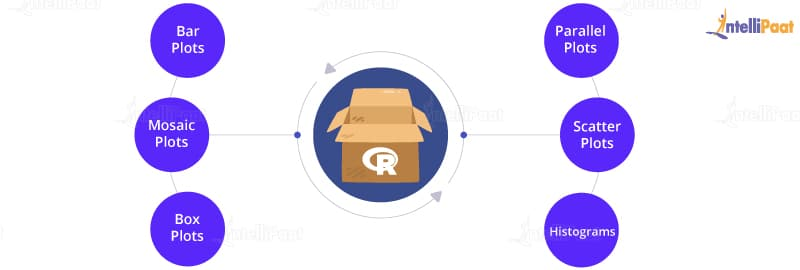 Bar
Plots
Mosaic
Plots
Box
Plots
R
Parallel
Plots
Scatter
Plots
Histograms
IntelliPaat